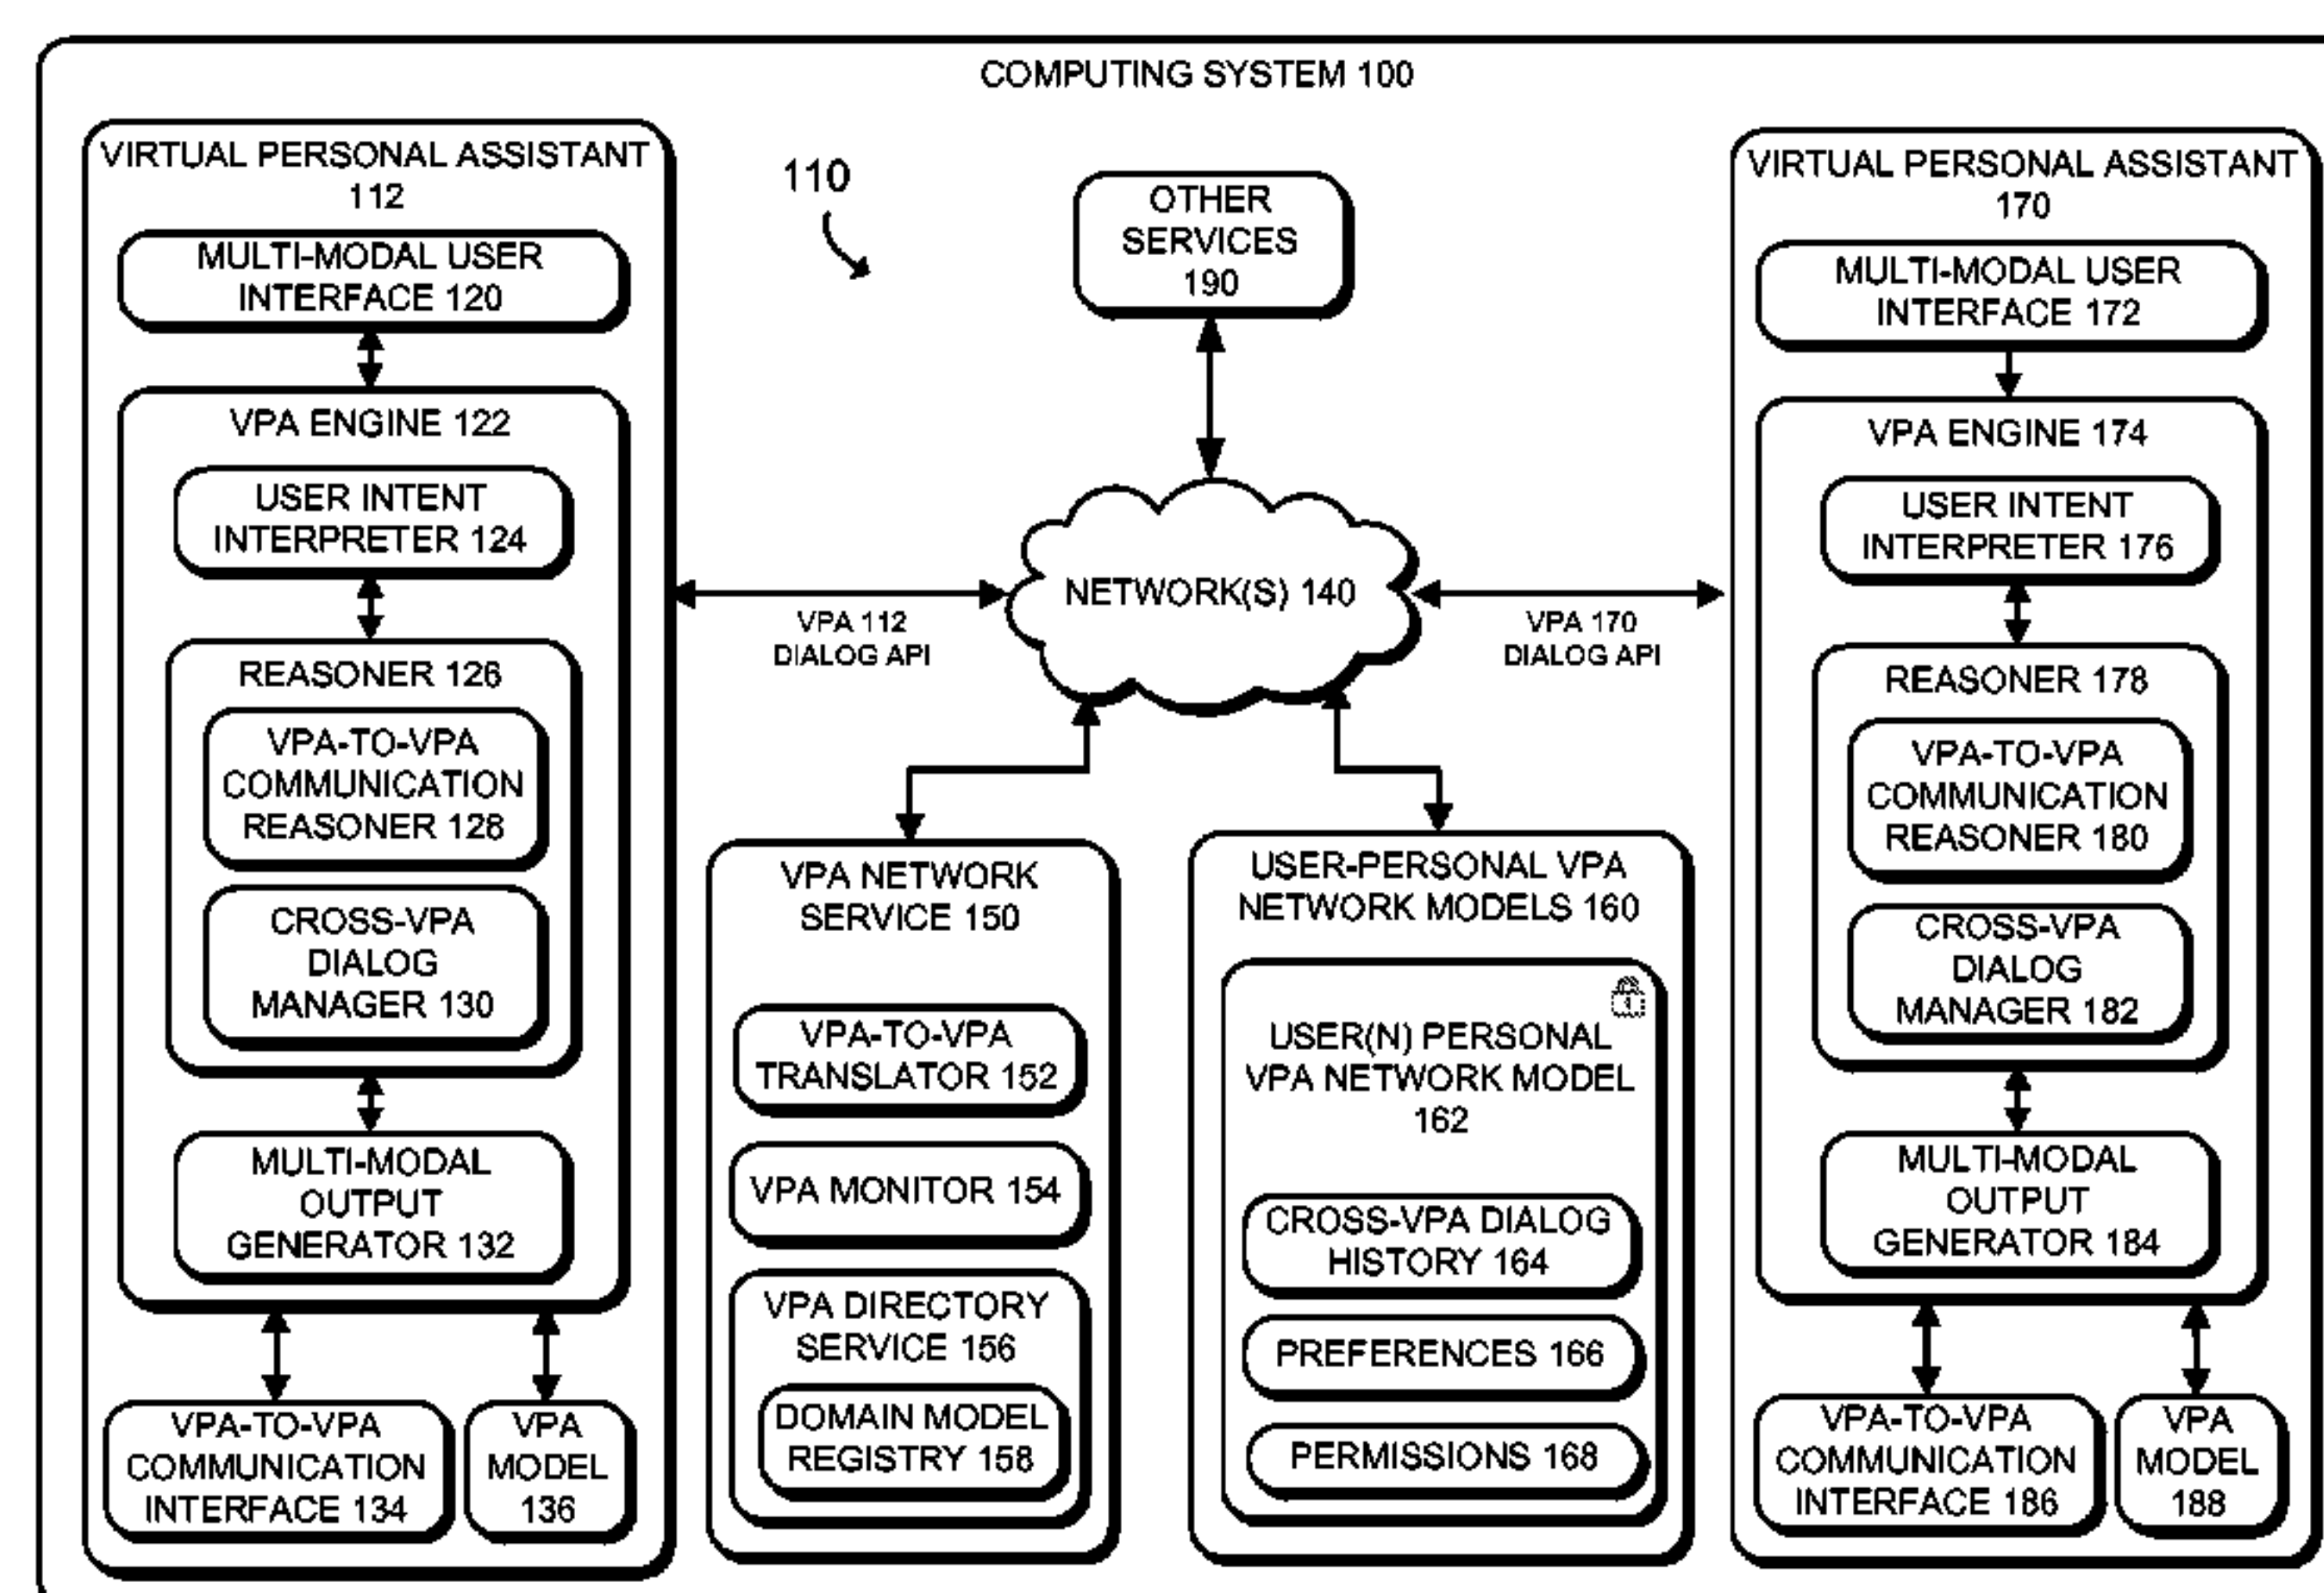 COMPUTING SYSTEM 100
VIRTUAL PERSONAL ASSISTANT
112
MULTI-MODAL USER
INTERFACE 120
VPA ENGINE 122
USER INTENT
INTERPRETER 124
REASONER 126
VPA-TO-VPA
COMMUNICATION
REASONER 128
CROSS-VPA
DIALOG
MANAGER 130
MULTI-MODAL
OUTPUT
GENERATOR 132
VPA-TO-VPA
COMMUNICATION
INTERFACE 134
VPA
MODEL
136
110
OTHER
SERVICES
190
NETWORK(S) 140
VPA 112
DIALOG API
VPA 170
DIALOG API
VPA NETWORK
SERVICE 150
VPA-TO-VPA
TRANSLATOR 152
VPA MONITOR 154
VPA DIRECTORY
SERVICE 156
DOMAIN MODEL
REGISTRY 158
USER-PERSONAL VPA
NETWORK MODELS 160
USER(N) PERSONAL
VPA NETWORK MODEL
162
CROSS-VPA DIALOG
HISTORY 164
PREFERENCES 166
PERMISSIONS 168
VIRTUAL PERSONAL ASSISTANT
170
MULTI-MODAL USER
INTERFACE 172
VPA ENGINE 174
USER INTENT
INTERPRETER 176
REASONER 178
VPA-TO-VPA
COMMUNICATION
REASONER 180
CROSS-VPA
DIALOG
MANAGER 182
MULTI-MODAL
OUTPUT
GENERATOR 184
VPA-TO-VPA
COMMUNICATION
INTERFACE 186
VPA
MODEL
188